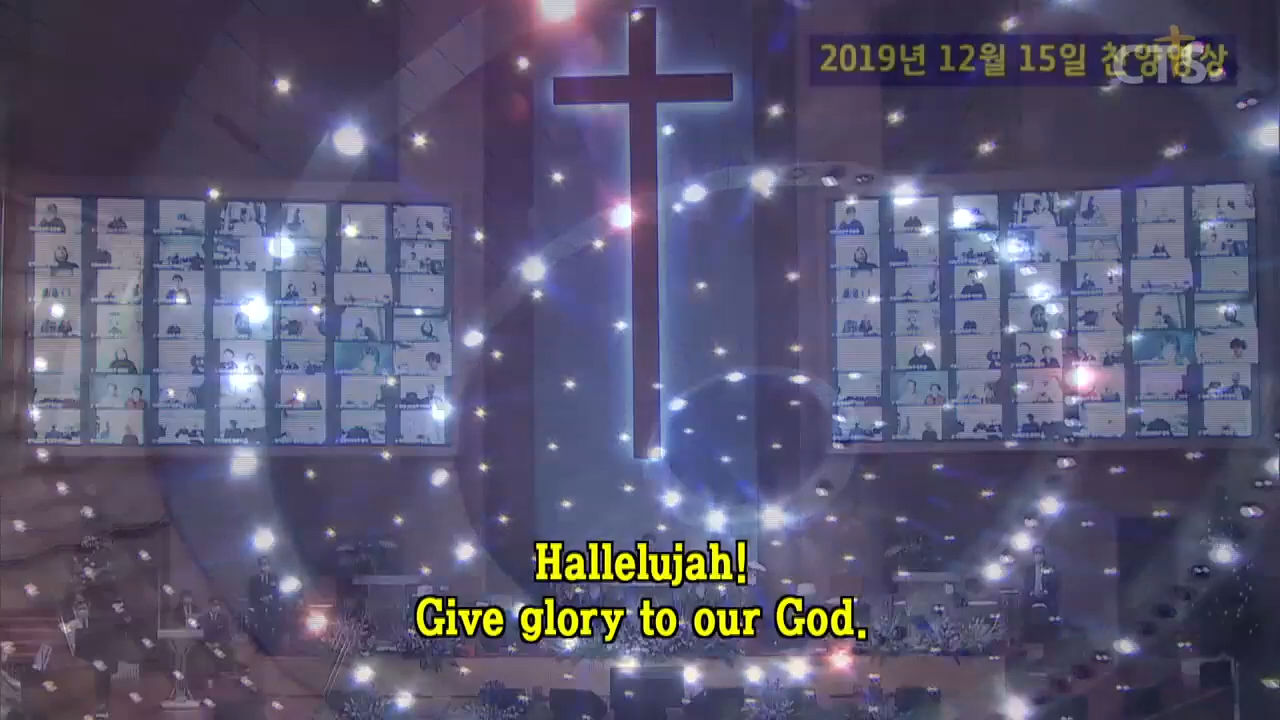 2019년 12월 15일 찬양영상
CTS
Hallelujah!
Give glory to our God.